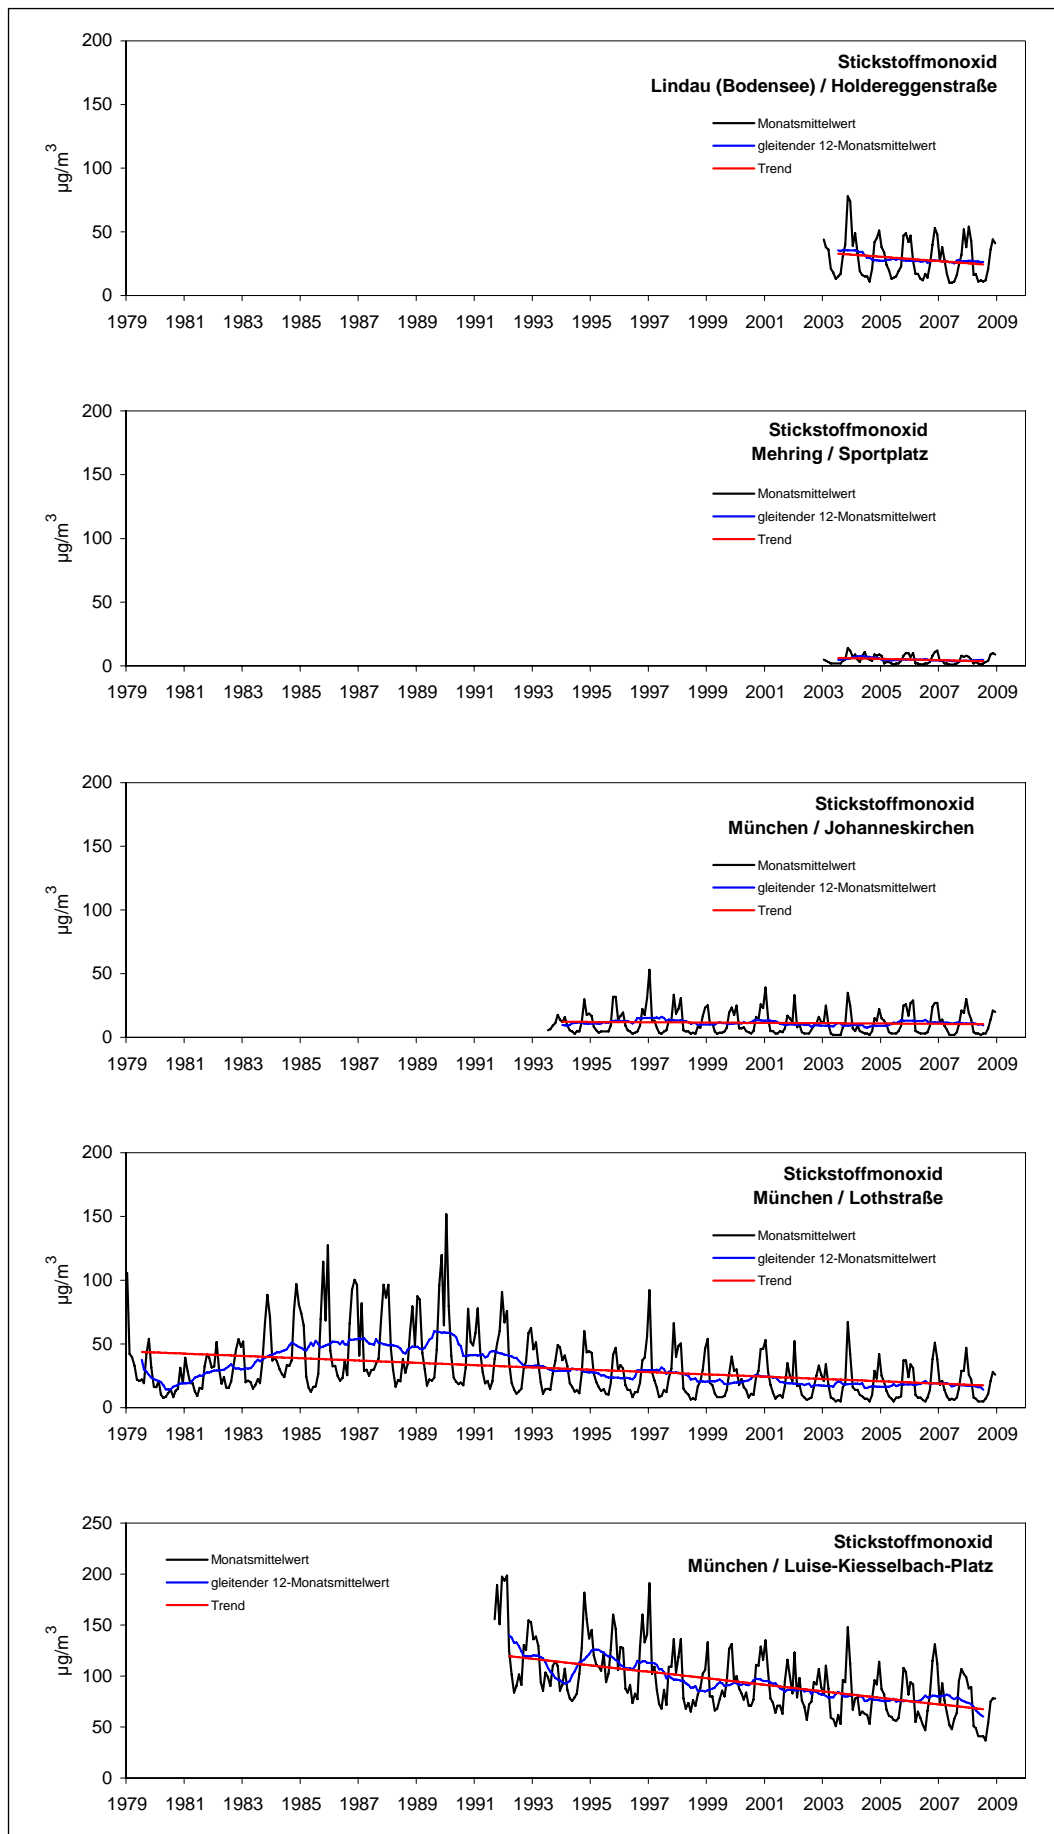 Stickstoffmonoxid
Lindau (Bodensee) / Holdereggenstraße
Monatsmittelwert
gleitender 12-Monatsmittelwert
Trend
µg/m³
200
150
100
50
0
1979 1981 1983 1985 1987 1989 1991 1993 1995 1997 1999 2001 2003 2005 2007 2009
Stickstoffmonoxid
Mehring / Sportplatz
Monatsmittelwert
gleitender 12-Monatsmittelwert
Trend
µg/m³
200
150
100
50
0
1979 1981 1983 1985 1987 1989 1991 1993 1995 1997 1999 2001 2003 2005 2007 2009
Stickstoffmonoxid
München / Johanneskirchen
Monatsmittelwert
gleitender 12-Monatsmittelwert
Trend
µg/m³
200
150
100
50
0
1979 1981 1983 1985 1987 1989 1991 1993 1995 1997 1999 2001 2003 2005 2007 2009
Stickstoffmonoxid
München / Lothstraße
Monatsmittelwert
gleitender 12-Monatsmittelwert
Trend
µg/m³
200
150
100
50
0
1979 1981 1983 1985 1987 1989 1991 1993 1995 1997 1999 2001 2003 2005 2007 2009
Stickstoffmonoxid
München / Luise-Kiesselbach-Platz
Monatsmittelwert
gleitender 12-Monatsmittelwert
Trend
µg/m³
250
200
150
100
50
0
1979 1981 1983 1985 1987 1989 1991 1993 1995 1997 1999 2001 2003 2005 2007 2009